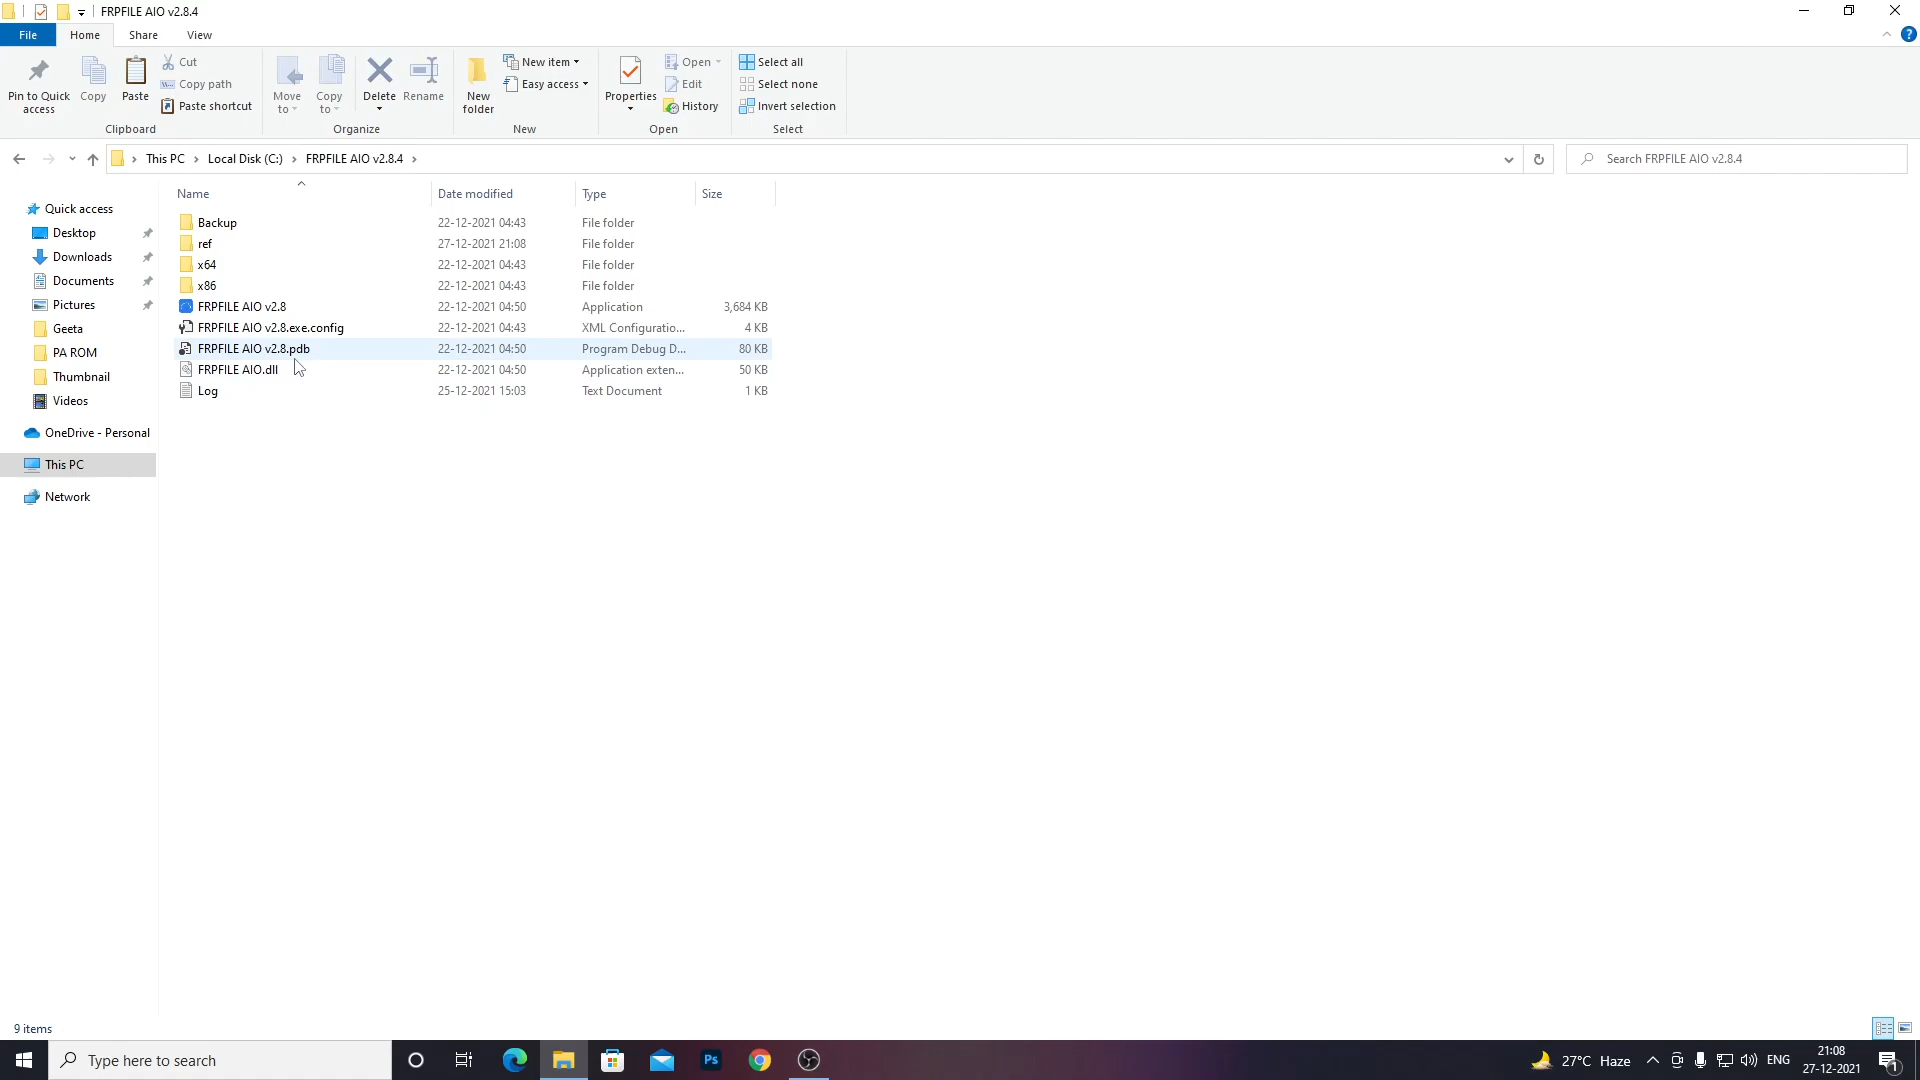 FRPFILE AIO v2.8.4
File Home Share View
Pin to Quick access
Copy
Paste
Cut
Copy path
Paste shortcut
Clipboard
Move to
Copy to
Delete
Rename
Organize
New folder
New item
Easy access
New
Properties
Open
Edit
History
Open
Select all
Select none
Invert selection
Select
This PC Local Disk (C:) FRPFILE AIO v2.8.4
Search FRPFILE AIO v2.8.4
Quick access
Desktop
Downloads
Documents
Pictures
Geeta
PA ROM
Thumbnail
Videos
OneDrive - Personal
This PC
Network
Name Date modified Type Size
Backup 22-12-2021 04:43 File folder
ref 27-12-2021 21:08 File folder
x64 22-12-2021 04:43 File folder
x86 22-12-2021 04:43 File folder
FRPFILE AIO v2.8 22-12-2021 04:50 Application 3,684 KB
FRPFILE AIO v2.8.exe.config 22-12-2021 04:43 XML Configuratio... 4 KB
FRPFILE AIO v2.8.pdb 22-12-2021 04:50 Program Debug D... 80 KB
FRPFILE AIO.dll 22-12-2021 04:50 Application exten... 50 KB
Log 25-12-2021 15:03 Text Document 1 KB
9 items
Type here to search
Ps
27°C Haze
ENG
21:08
27-12-2021
1